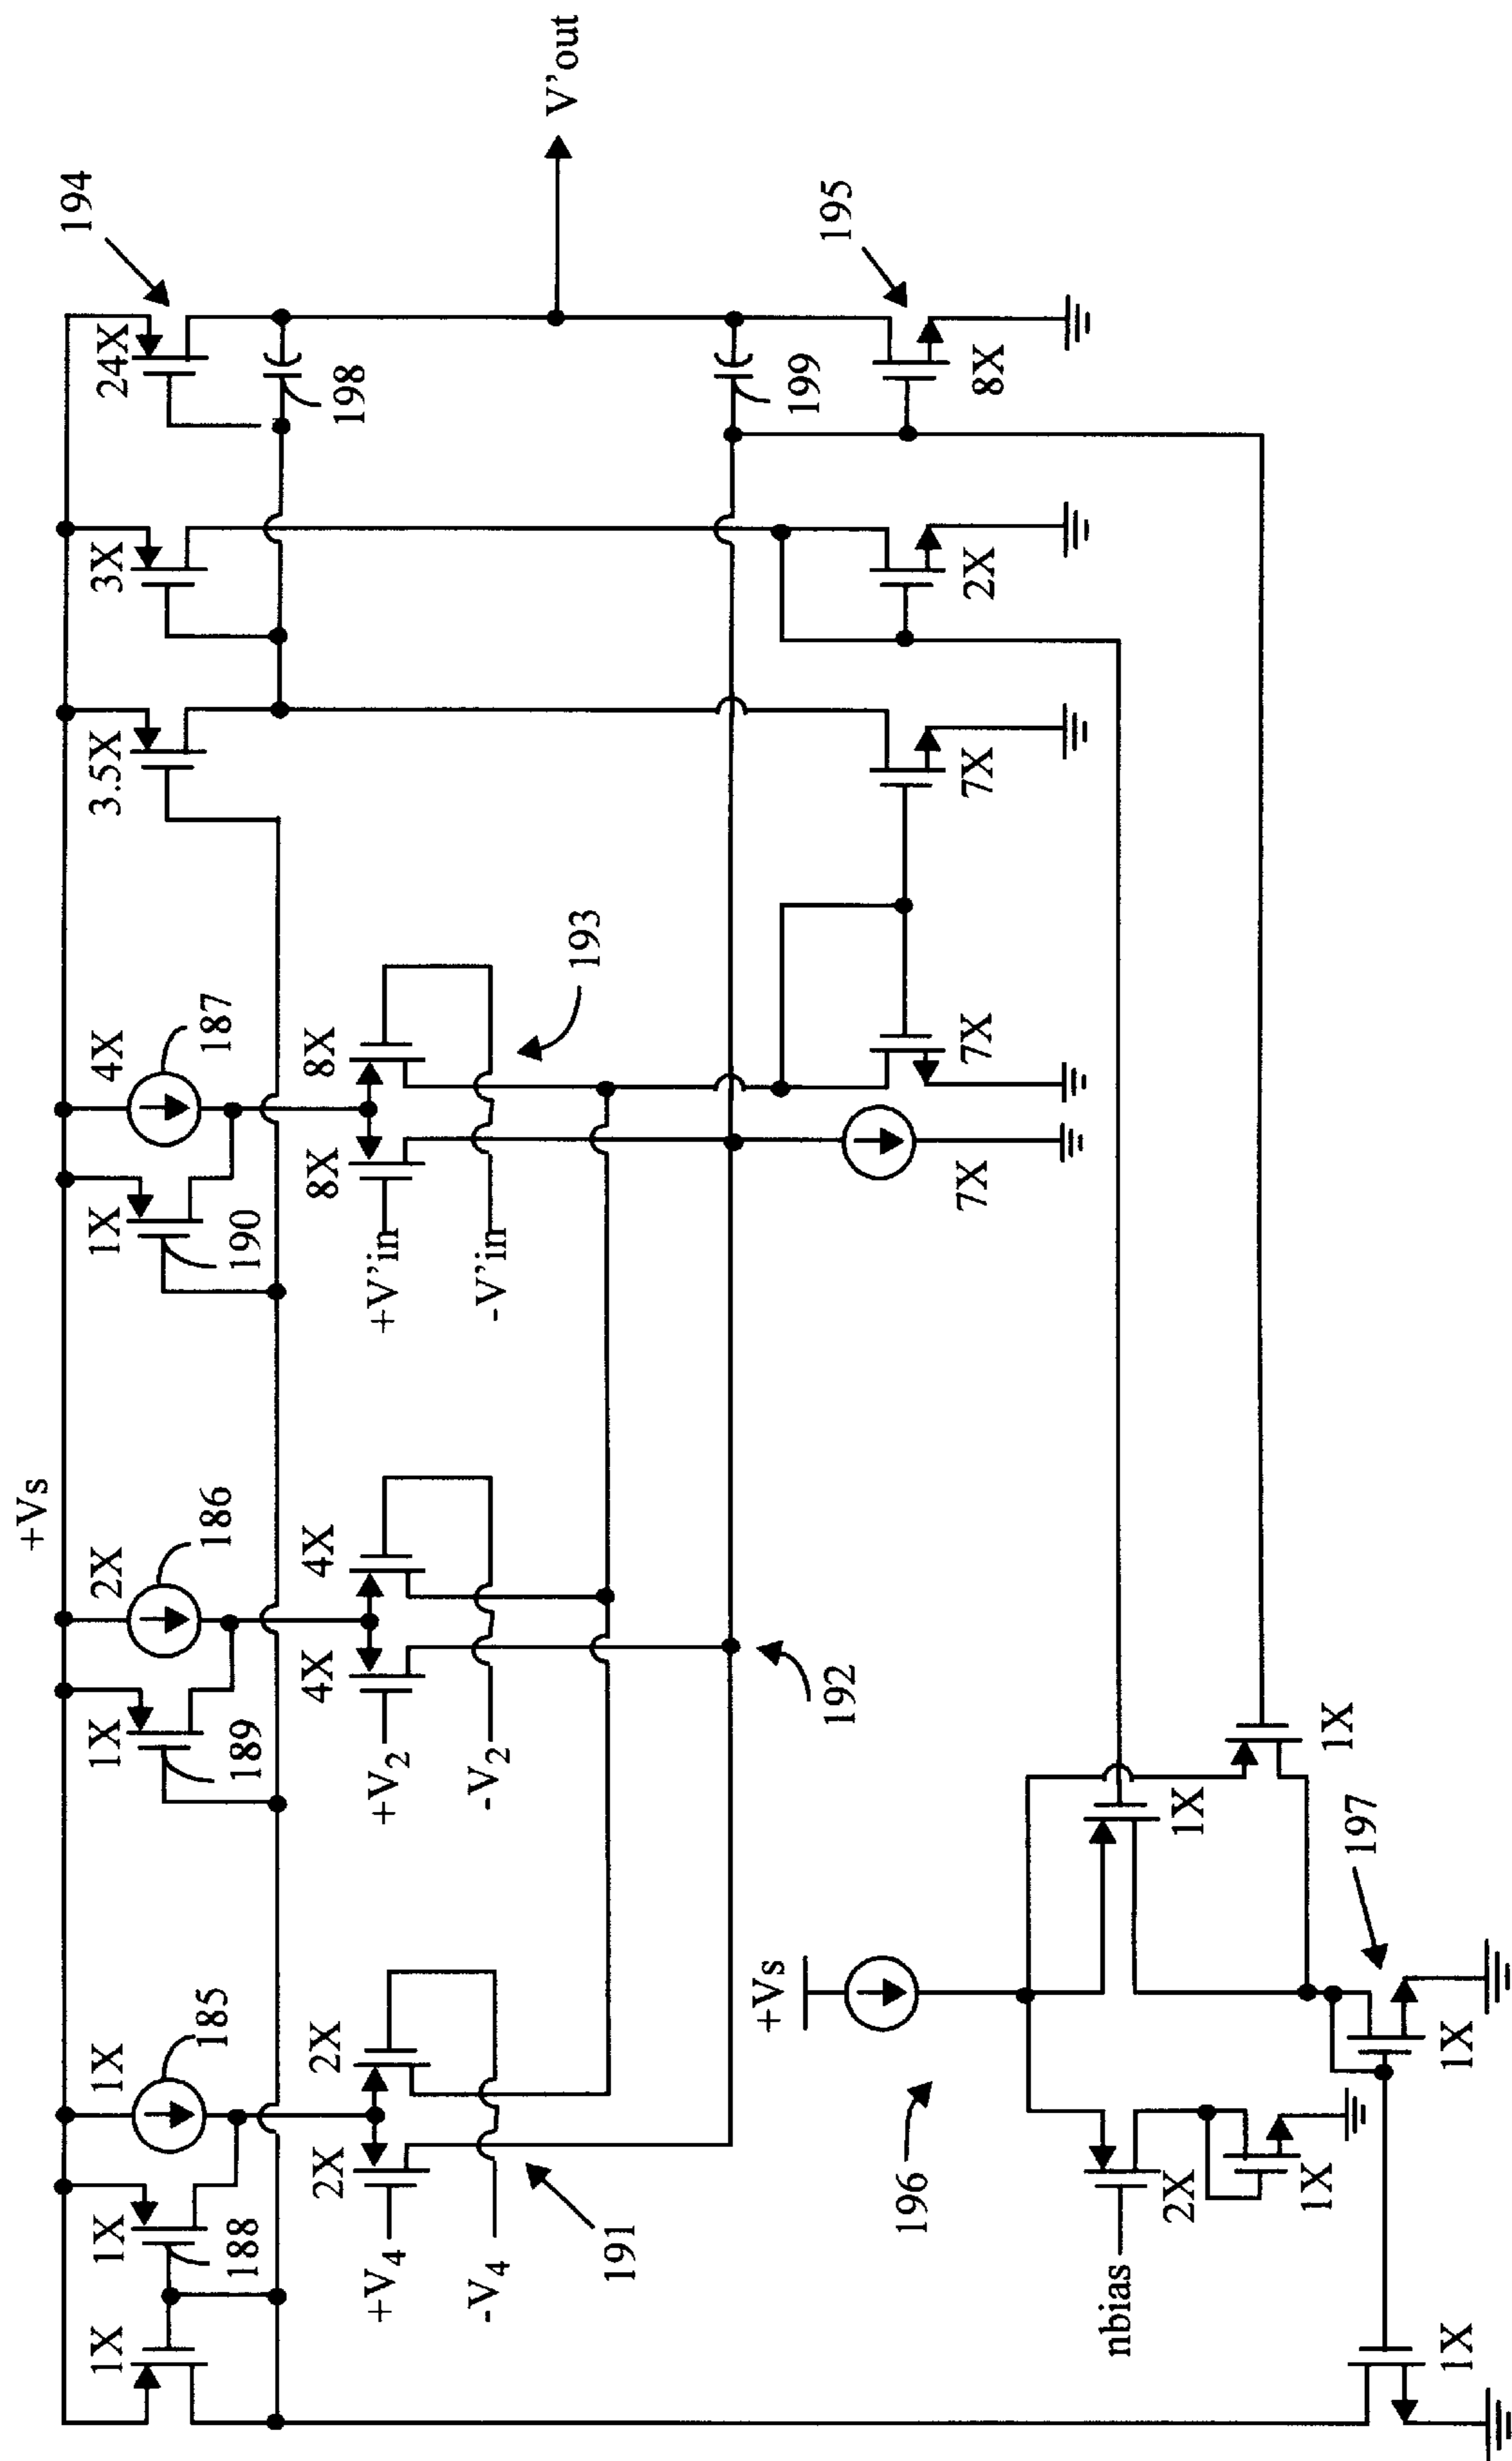 +Vs
1X
1X
188
1X
185
1X
189
2X
186
1X
190
4X
187
3.5X
3X
24X
194
198
2X
2X
+V4
-V4
191
4X
4X
+V2
-V2
192
8X
8X
+V'in
-V'in
193
V'out
199
7X
7X
7X
2X
8X
195
+Vs
196
nbias
2X
1X
1X
1X
197
1X
1X